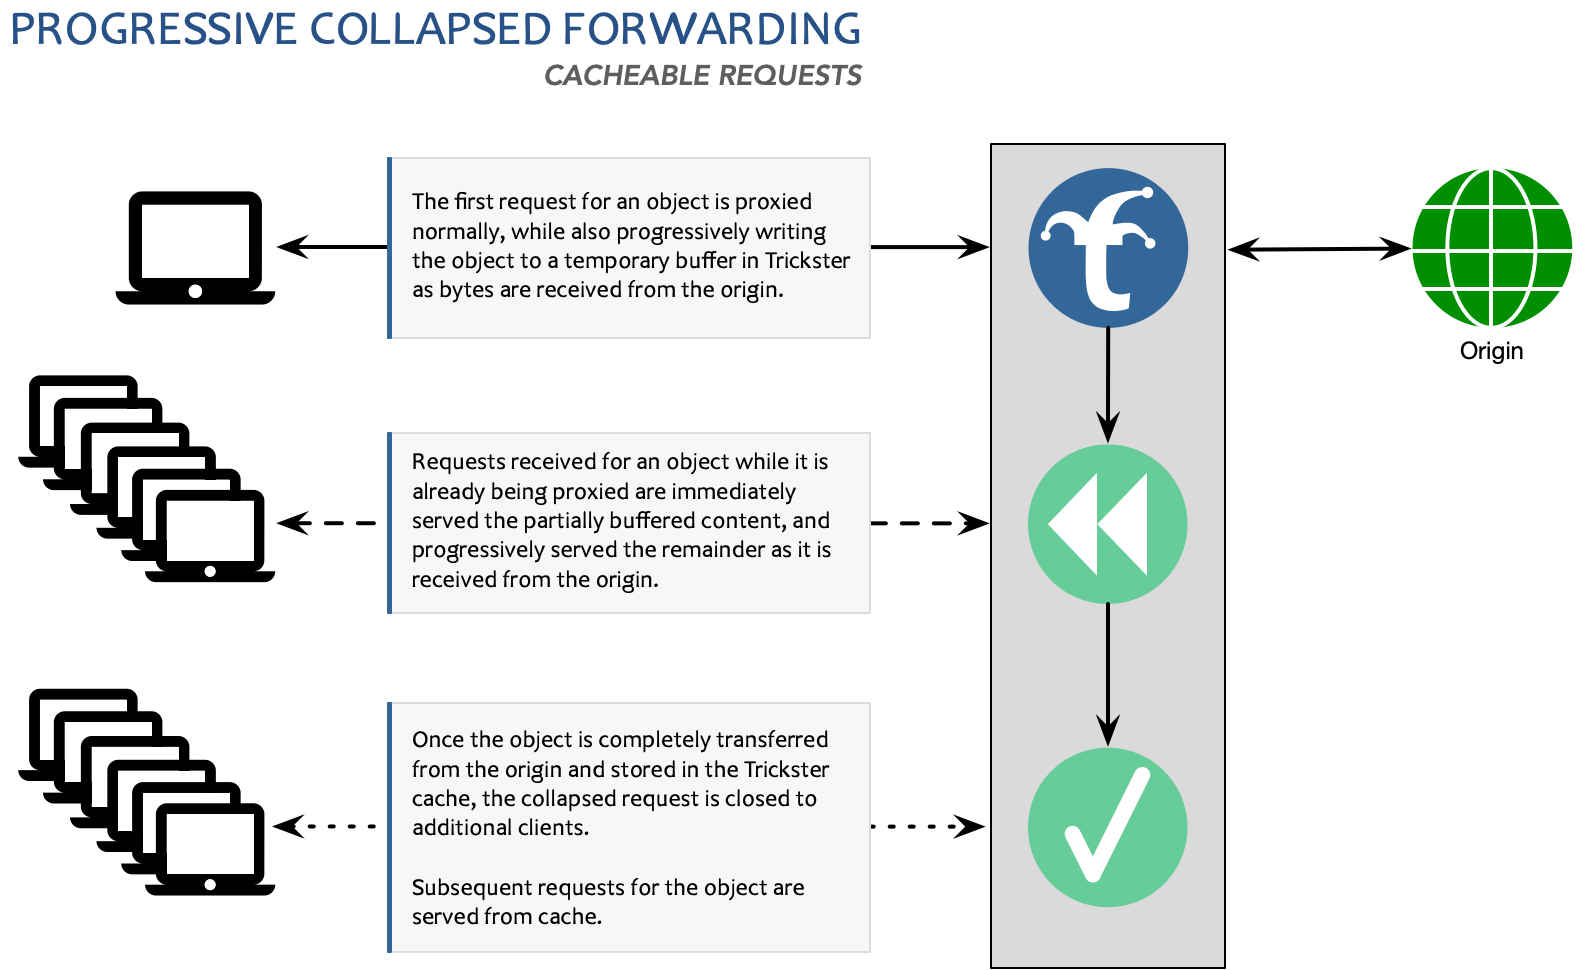 PROGRESSIVE COLLAPSED FORWARDING
CACHEABLE REQUESTS
The first request for an object is proxied
normally, while also progressively writing
the object to a temporary buffer in Trickster
as bytes are received from the origin.
Origin
Requests received for an object while it is
already being proxied are immediately
served the partially buffered content, and
progressively served the remainder as it is
received from the origin.
Once the object is completely transferred
from the origin and stored in the Trickster
cache, the collapsed request is closed to
additional clients.
Subsequent requests for the object are
served from cache.